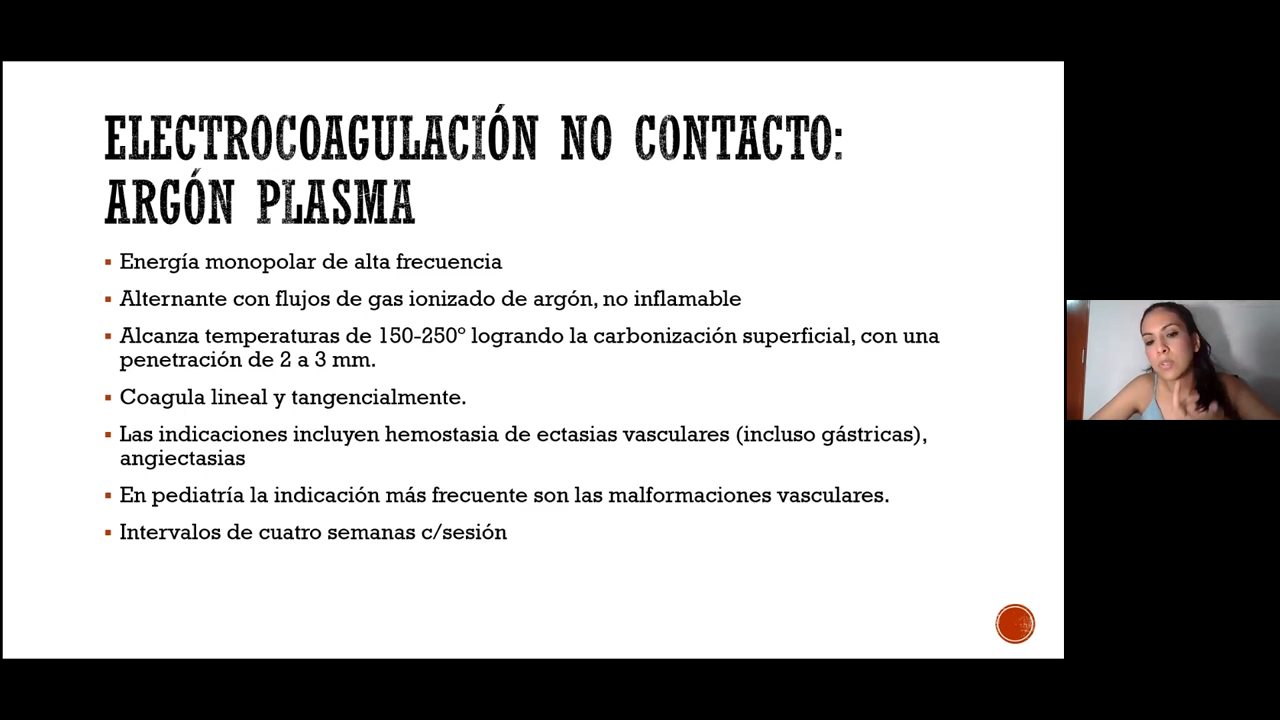 ELECTROCOAGULACIÓN NO CONTACTO:
ARGÓN PLASMA
▪ Energía monopolar de alta frecuencia
▪ Alternante con flujos de gas ionizado de argón, no inflamable
▪ Alcanza temperaturas de 150-250º logrando la carbonización superficial, con una
penetración de 2 a 3 mm.
▪ Coagula lineal y tangencialmente.
▪ Las indicaciones incluyen hemostasia de ectasias vasculares (incluso gástricas),
angiectasias
▪ En pediatría la indicación más frecuente son las malformaciones vasculares.
▪ Intervalos de cuatro semanas c/sesión